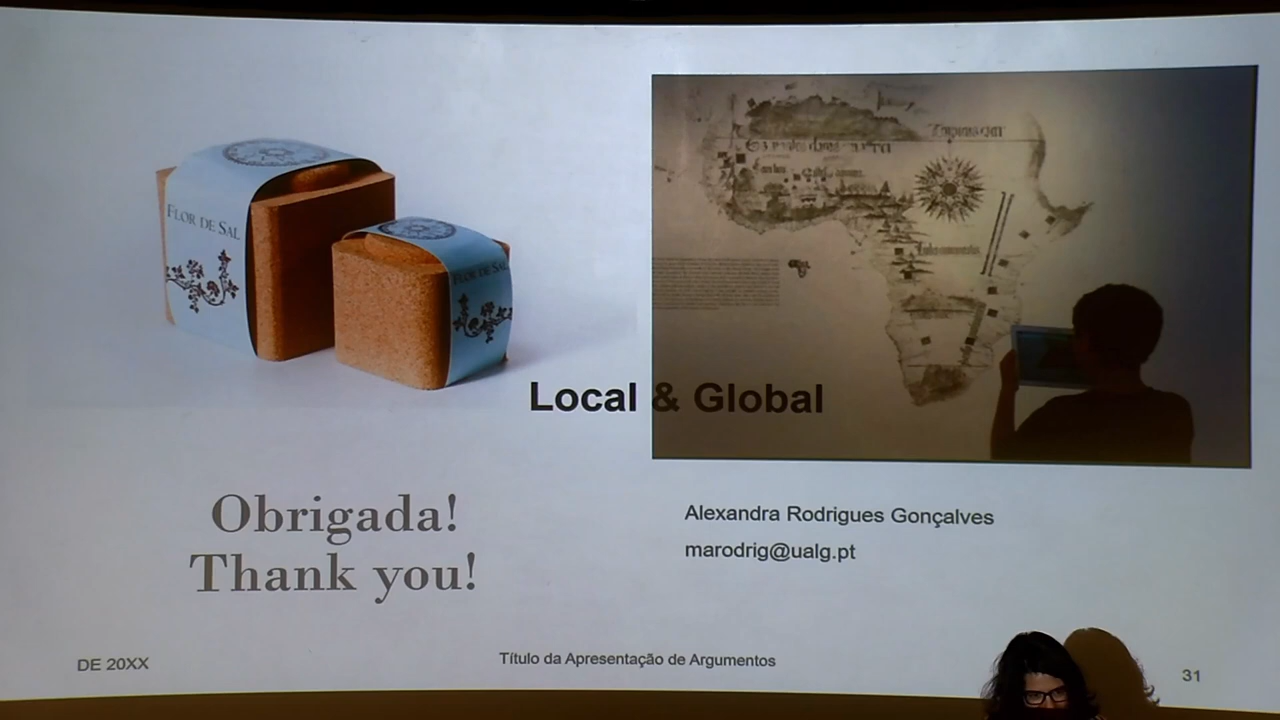 FLOR DE SAL
FLOR DE SAL
Local & Global
Obrigada!
Thank you!
Alexandra Rodrigues Gonçalves
marodrig@ualg.pt
DE 20XX
Título da Apresentação de Argumentos
31